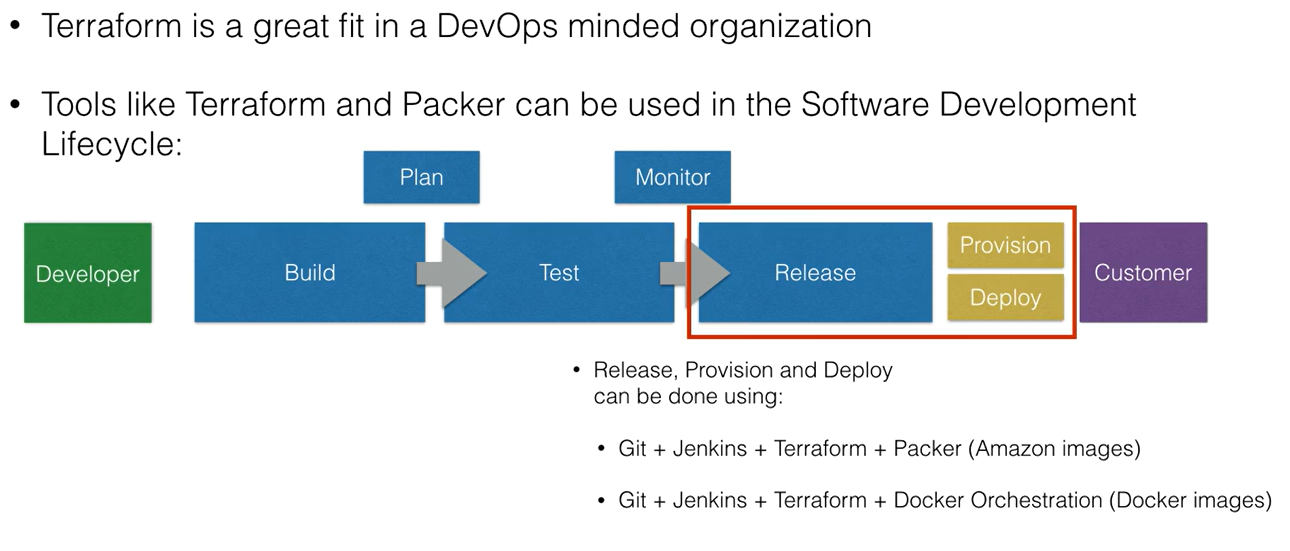 • Terraform is a great fit in a DevOps minded organization
• Tools like Terraform and Packer can be used in the Software Development
Lifecycle:
Plan
Monitor
Developer
Build
Test
Release
Provision
Deploy
Customer
• Release, Provision and Deploy
can be done using:
• Git + Jenkins + Terraform + Packer (Amazon images)
• Git + Jenkins + Terraform + Docker Orchestration (Docker images)